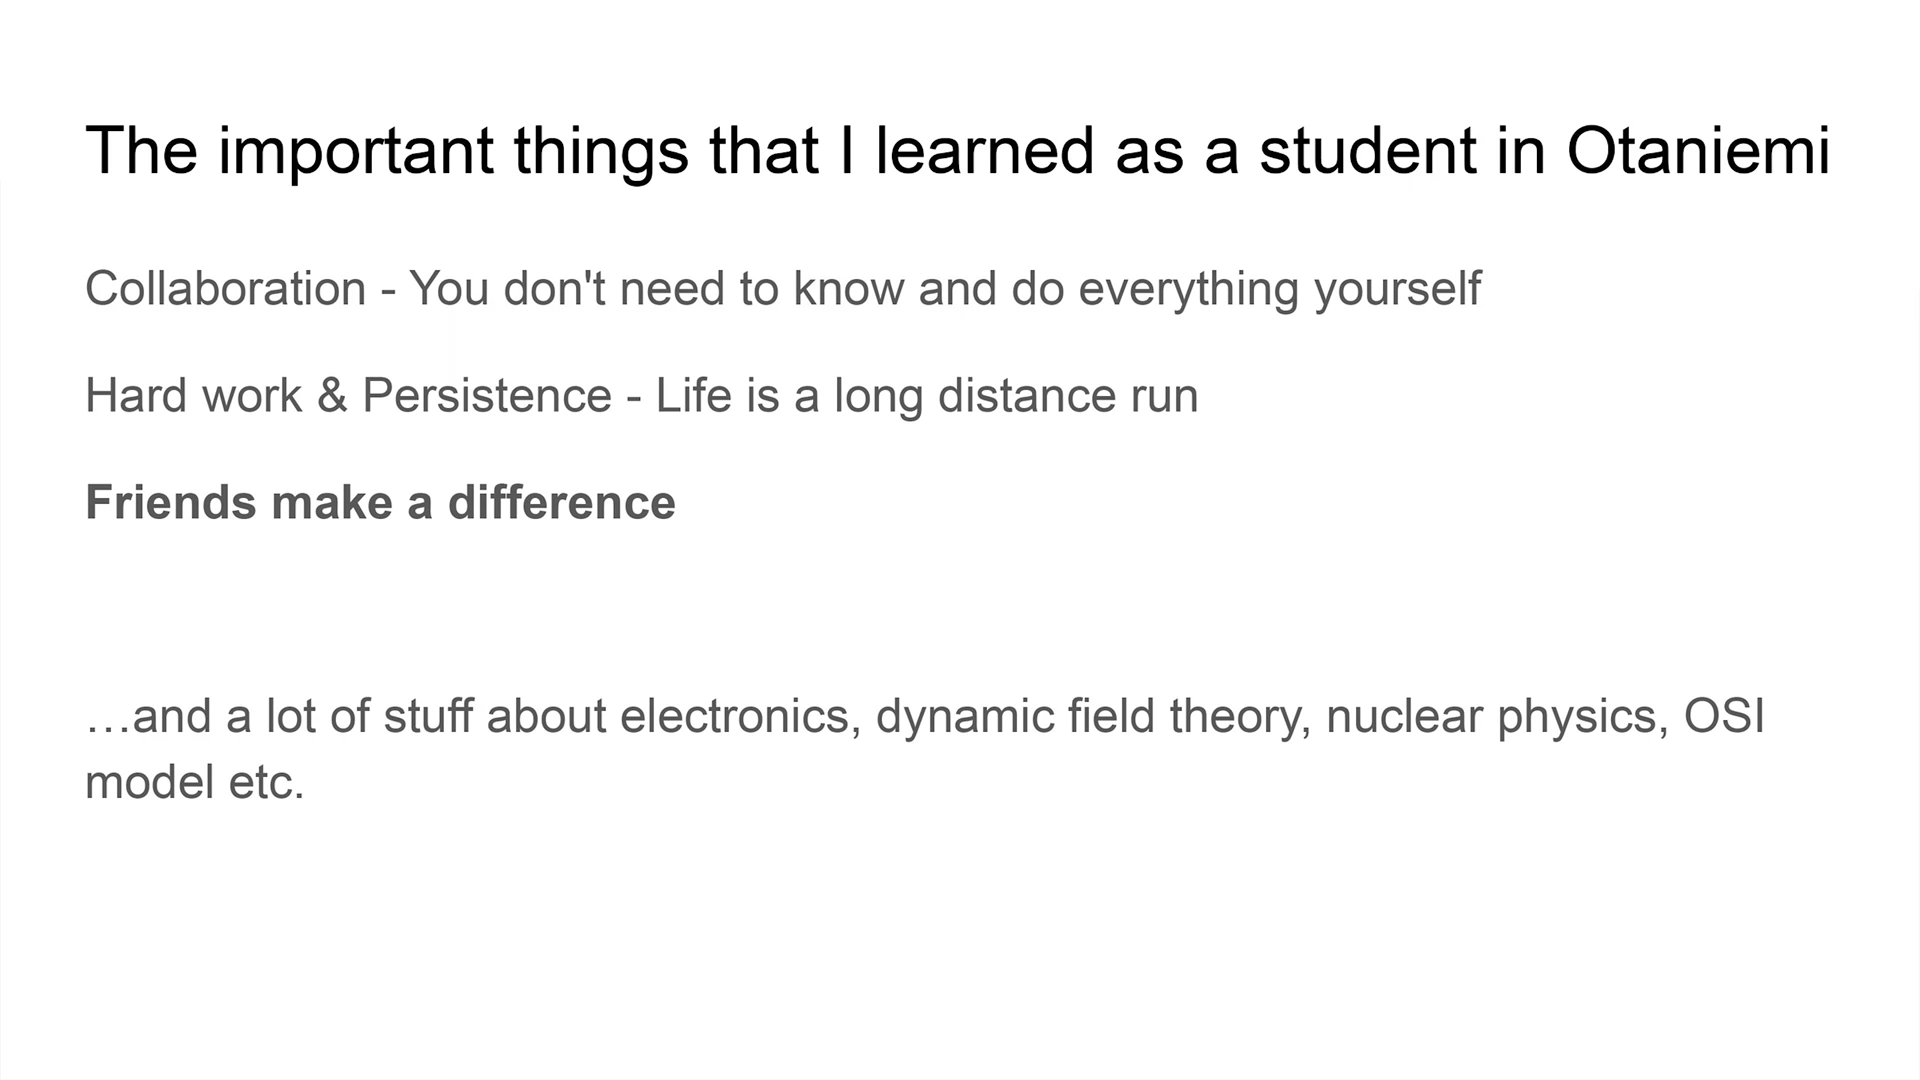 The important things that I learned as a student in Otaniemi
Collaboration - You don't need to know and do everything yourself
Hard work & Persistence - Life is a long distance run
Friends make a difference
…and a lot of stuff about electronics, dynamic field theory, nuclear physics, OSI
model etc.